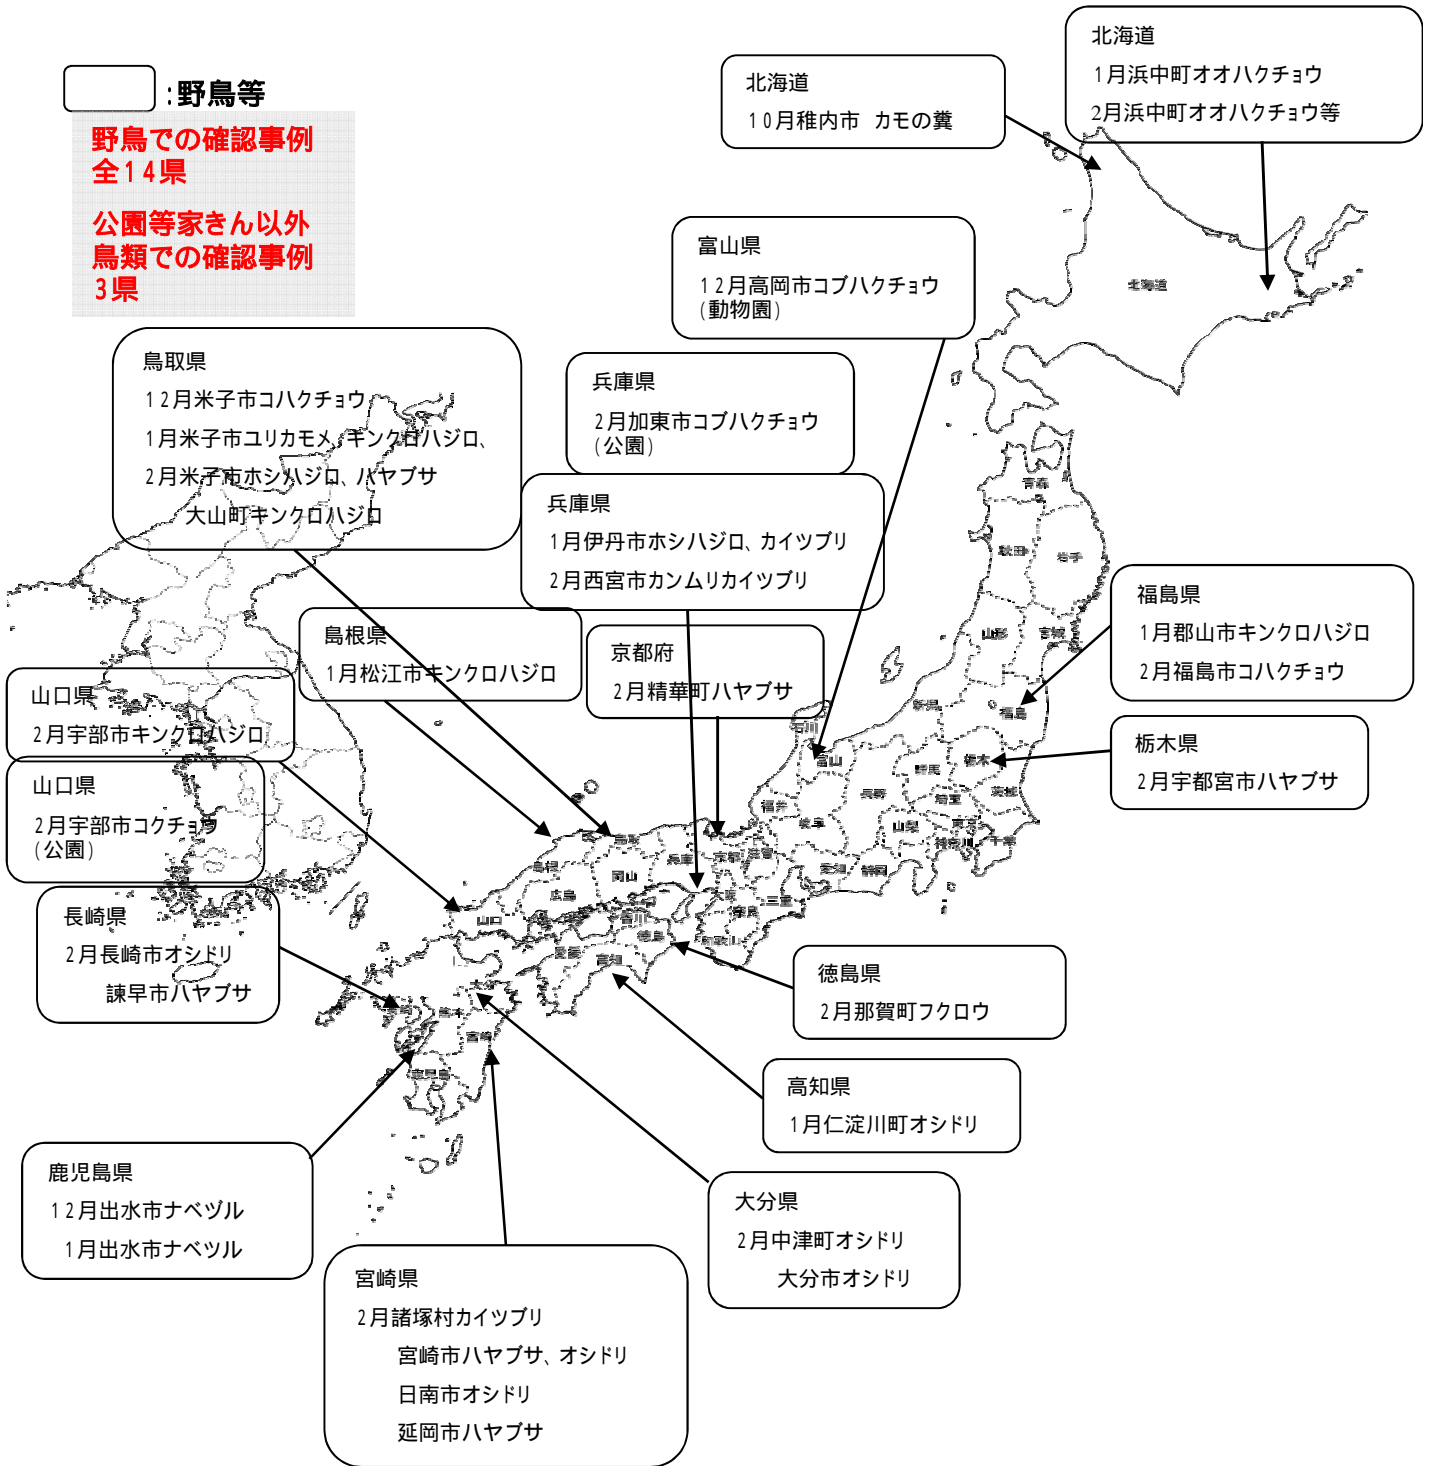 :野鳥等
野鳥での確認事例
全14県
公園等家きん以外
鳥類での確認事例
3県
北海道
10月稚内市 カモの糞
北海道
1月浜中町オオハクチョウ
2月浜中町オオハクチョウ等
富山県
12月高岡市コブハクチョウ
(動物園)
鳥取県
12月米子市コハクチョウ
1月米子市ユリカモメ、キンクロハジロ、
2月米子市ホシハジロ、ハヤブサ
大山町キンクロハジロ
兵庫県
2月加東市コブハクチョウ
(公園)
兵庫県
1月伊丹市ホシハジロ、カイツブリ
2月西宮市カンムリカイツブリ
島根県
1月松江市キンクロハジロ
京都府
2月精華町ハヤブサ
福島県
1月郡山市キンクロハジロ
2月福島市コハクチョウ
栃木県
2月宇都宮市ハヤブサ
山口県
2月宇部市キンクロハジロ
山口県
2月宇部市コクチョウ
(公園)
長崎県
2月長崎市オシドリ
諫早市ハヤブサ
徳島県
2月那賀町フクロウ
高知県
1月仁淀川町オシドリ
大分県
2月中津町オシドリ
大分市オシドリ
鹿児島県
12月出水市ナベヅル
1月出水市ナベツル
宮崎県
2月諸塚村カイツブリ
宮崎市ハヤブサ、オシドリ
日南市オシドリ
延岡市ハヤブサ
北海道
青森
秋田
岩手
山形
宮城
新潟
福島
石川
富山
群馬
栃木
福井
長野
埼玉
茨城
岐阜
山梨
東京
神奈川
千葉
愛知
静岡
鳥取
兵庫
京都
滋賀
島根
岡山
広島
大阪
三重
奈良
山口
香川
徳島
和歌山
愛媛
高知
大分
熊本
宮崎
鹿児島